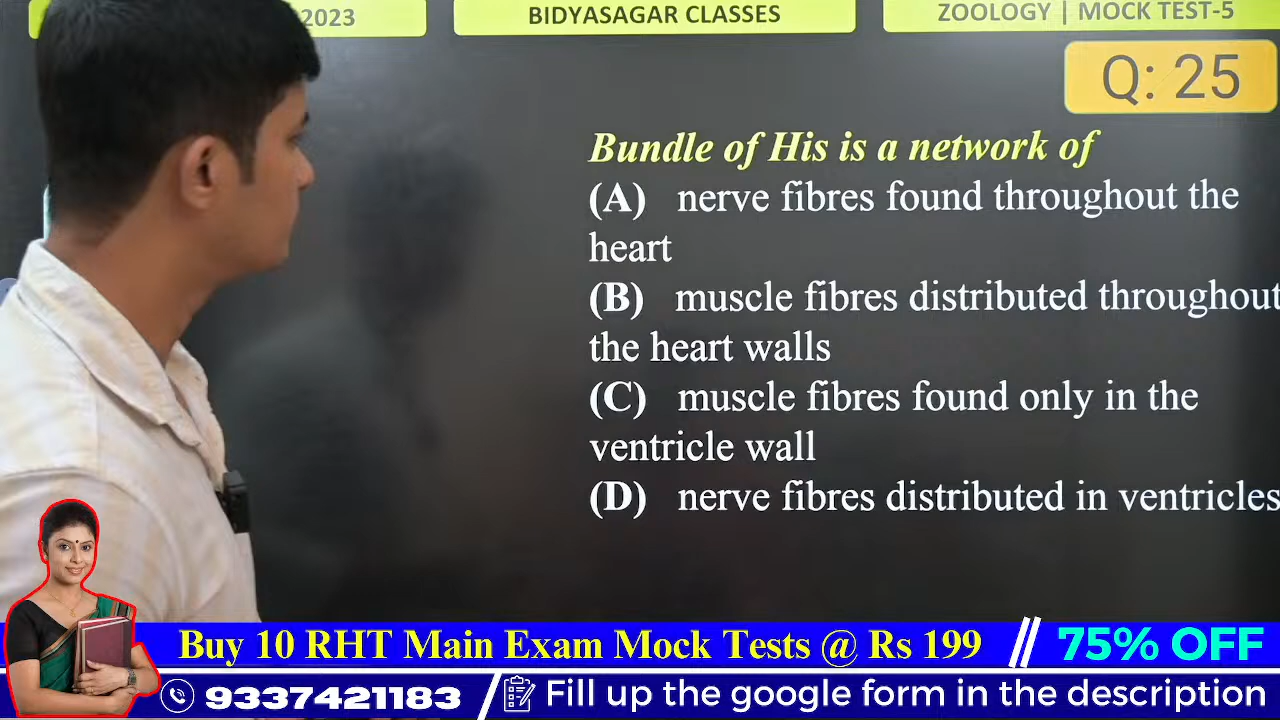 2023
BIDYASAGAR CLASSES
ZOOLOGY | MOCK TEST-5
Q: 25
Bundle of His is a network of
(A) nerve fibres found throughout the
heart
(B) muscle fibres distributed throughout
the heart walls
(C) muscle fibres found only in the
ventricle wall
(D) nerve fibres distributed in ventricles
Buy 10 RHT Main Exam Mock Tests @ Rs 199 // 75% OFF
9337421183 / Fill up the google form in the description